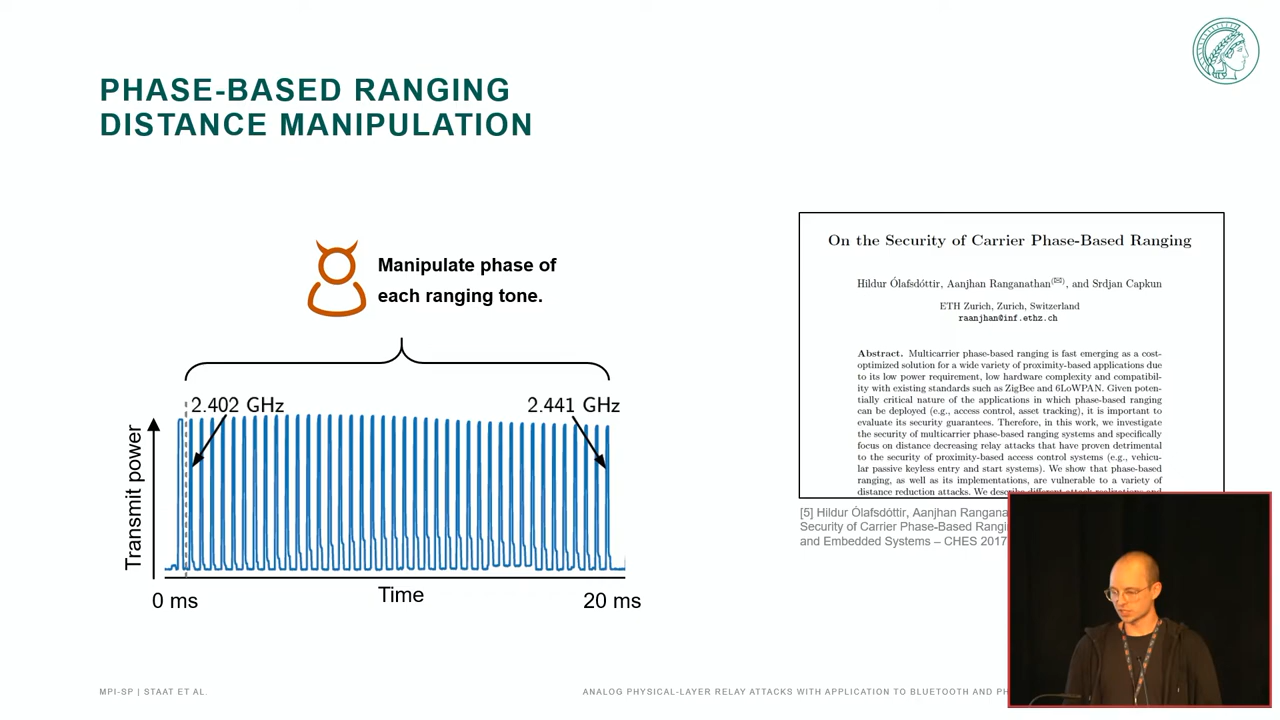 PHASE-BASED RANGING
DISTANCE MANIPULATION
Manipulate phase of
each ranging tone.
2.402 GHz
2.441 GHz
Transmit power
0 ms
Time
20 ms
On the Security of Carrier Phase-Based Ranging
Hildur Ólafsdóttir, Aanjhan Ranganathan(✉), and Srdjan Capkun
ETH Zurich, Zurich, Switzerland
raanjhan@inf.ethz.ch
Abstract. Multicarrier phase-based ranging is fast emerging as a cost-
optimized solution for a wide variety of proximity-based applications due
to its low power requirement, low hardware complexity and compatibil-
ity with existing standards such as ZigBee and 6LoWPAN. Given poten-
tially critical nature of the applications in which phase-based ranging
can be deployed (e.g., access control, asset tracking), it is important to
evaluate its security guarantees. Therefore, in this work, we investigate
the security of multicarrier phase-based ranging systems and specifically
focus on distance decreasing relay attacks that have proven detrimental
to the security of proximity-based access control systems (e.g., vehicu-
lar passive keyless entry and start systems). We show that phase-based
ranging, as well as its implementations, are vulnerable to a variety of
distance reduction attacks. We describe different attack realizations and
[5] Hildur Ólafsdóttir, Aanjhan Rangana
Security of Carrier Phase-Based Rangi
and Embedded Systems – CHES 2017
MPI-SP | STAAT ET AL.
ANALOG PHYSICAL-LAYER RELAY ATTACKS WITH APPLICATION TO BLUETOOTH AND PH